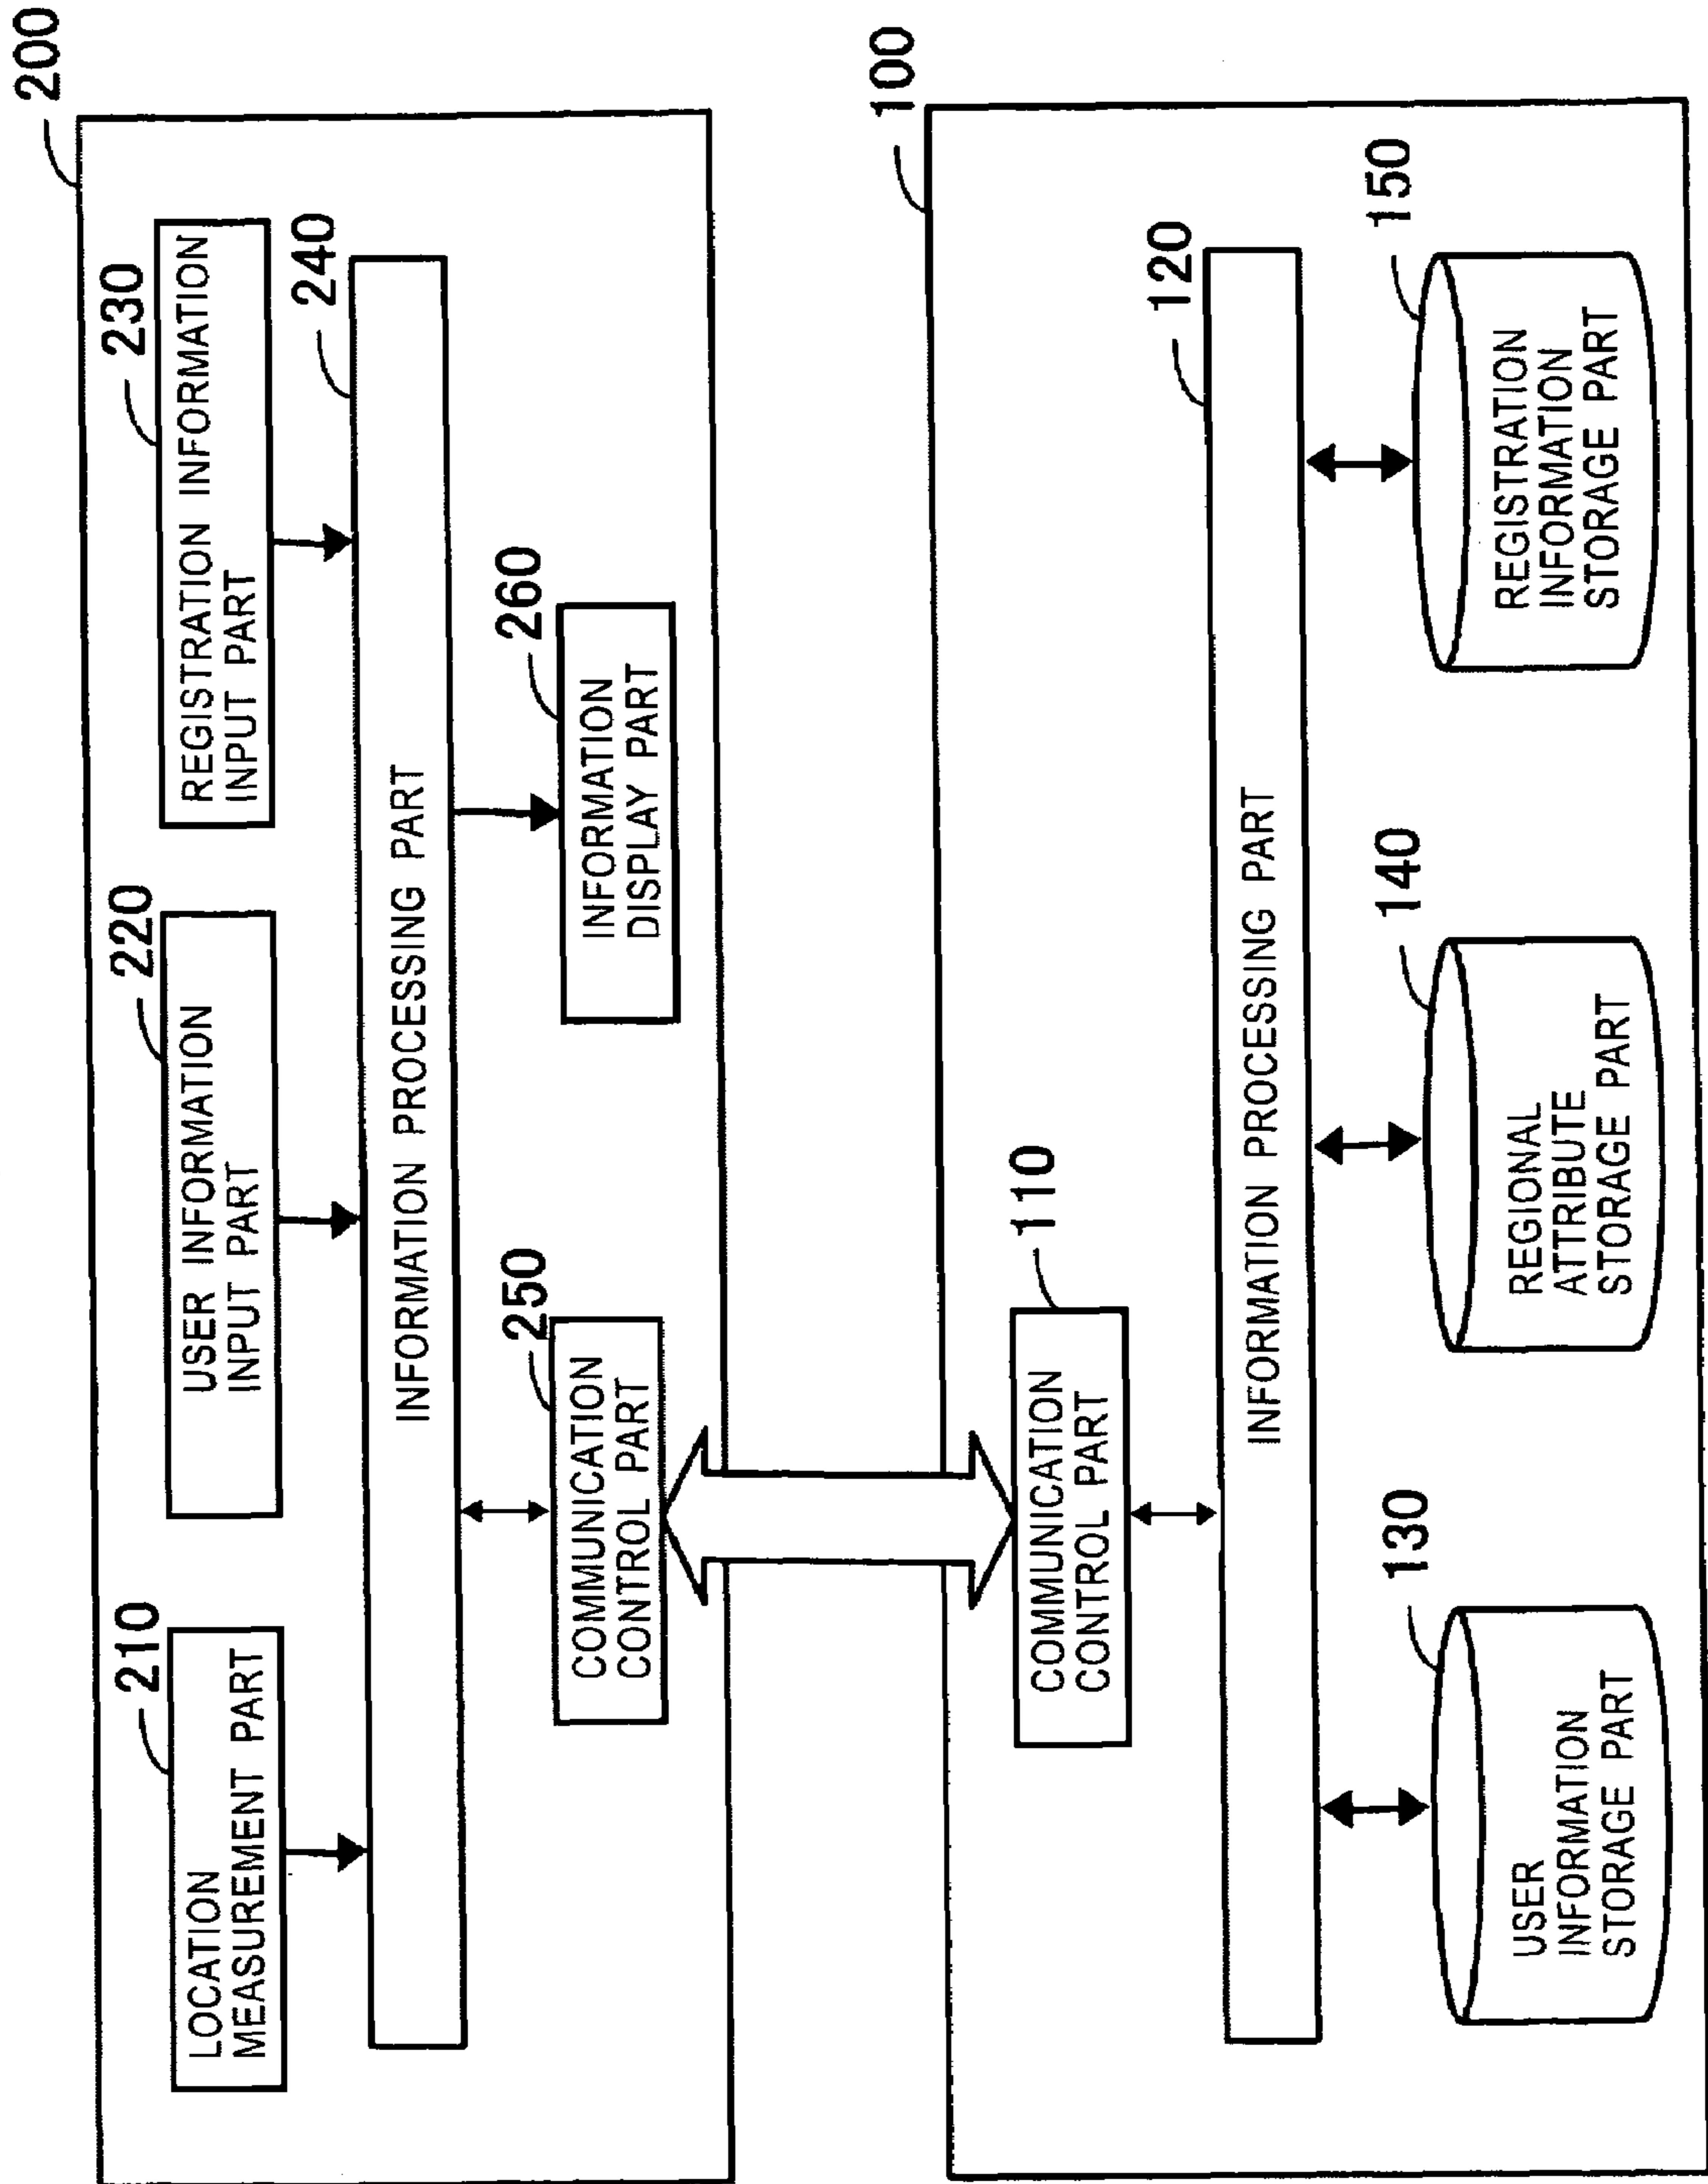 200
210
LOCATION
MEASUREMENT PART
220
USER INFORMATION
INPUT PART
230
REGISTRATION INFORMATION
INPUT PART
240
INFORMATION PROCESSING PART
250
COMMUNICATION
CONTROL PART
260
INFORMATION
DISPLAY PART
100
110
COMMUNICATION
CONTROL PART
120
INFORMATION PROCESSING PART
130
USER
INFORMATION
STORAGE PART
140
REGIONAL
ATTRIBUTE
STORAGE PART
150
REGISTRATION
INFORMATION
STORAGE PART